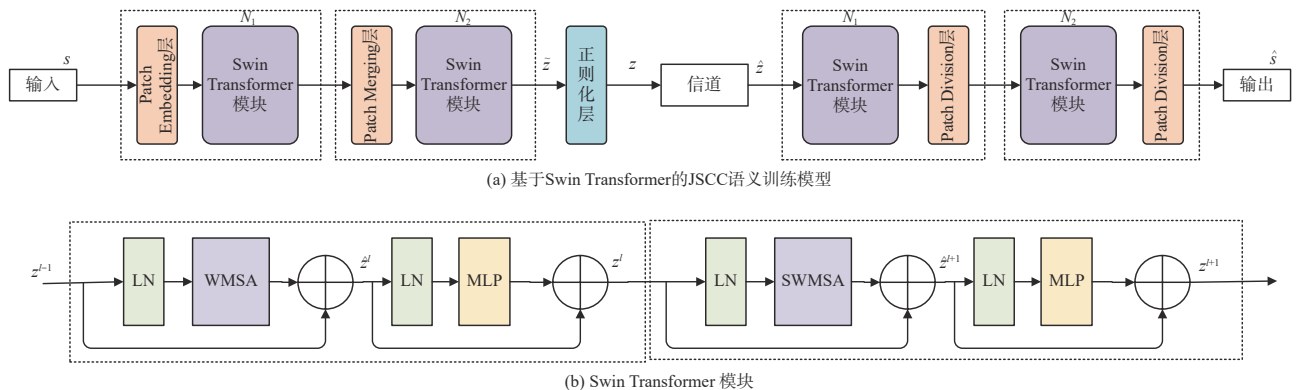 N₁
N₂
N₁
N₂
输入
s
Patch
Embedding层
Swin
Transformer
模块
Patch Merging层
Swin
Transformer
模块
z̃
正则化层
z
信道
ẑ
Swin
Transformer
模块
Patch Division层
Swin
Transformer
模块
Patch Division层
ŝ
输出
(a) 基于Swin Transformer的JSCC语义训练模型
zˡ⁻¹
LN
WMSA
ẑˡ
LN
MLP
zˡ
LN
SWMSA
ẑˡ⁺¹
LN
MLP
zˡ⁺¹
(b) Swin Transformer 模块